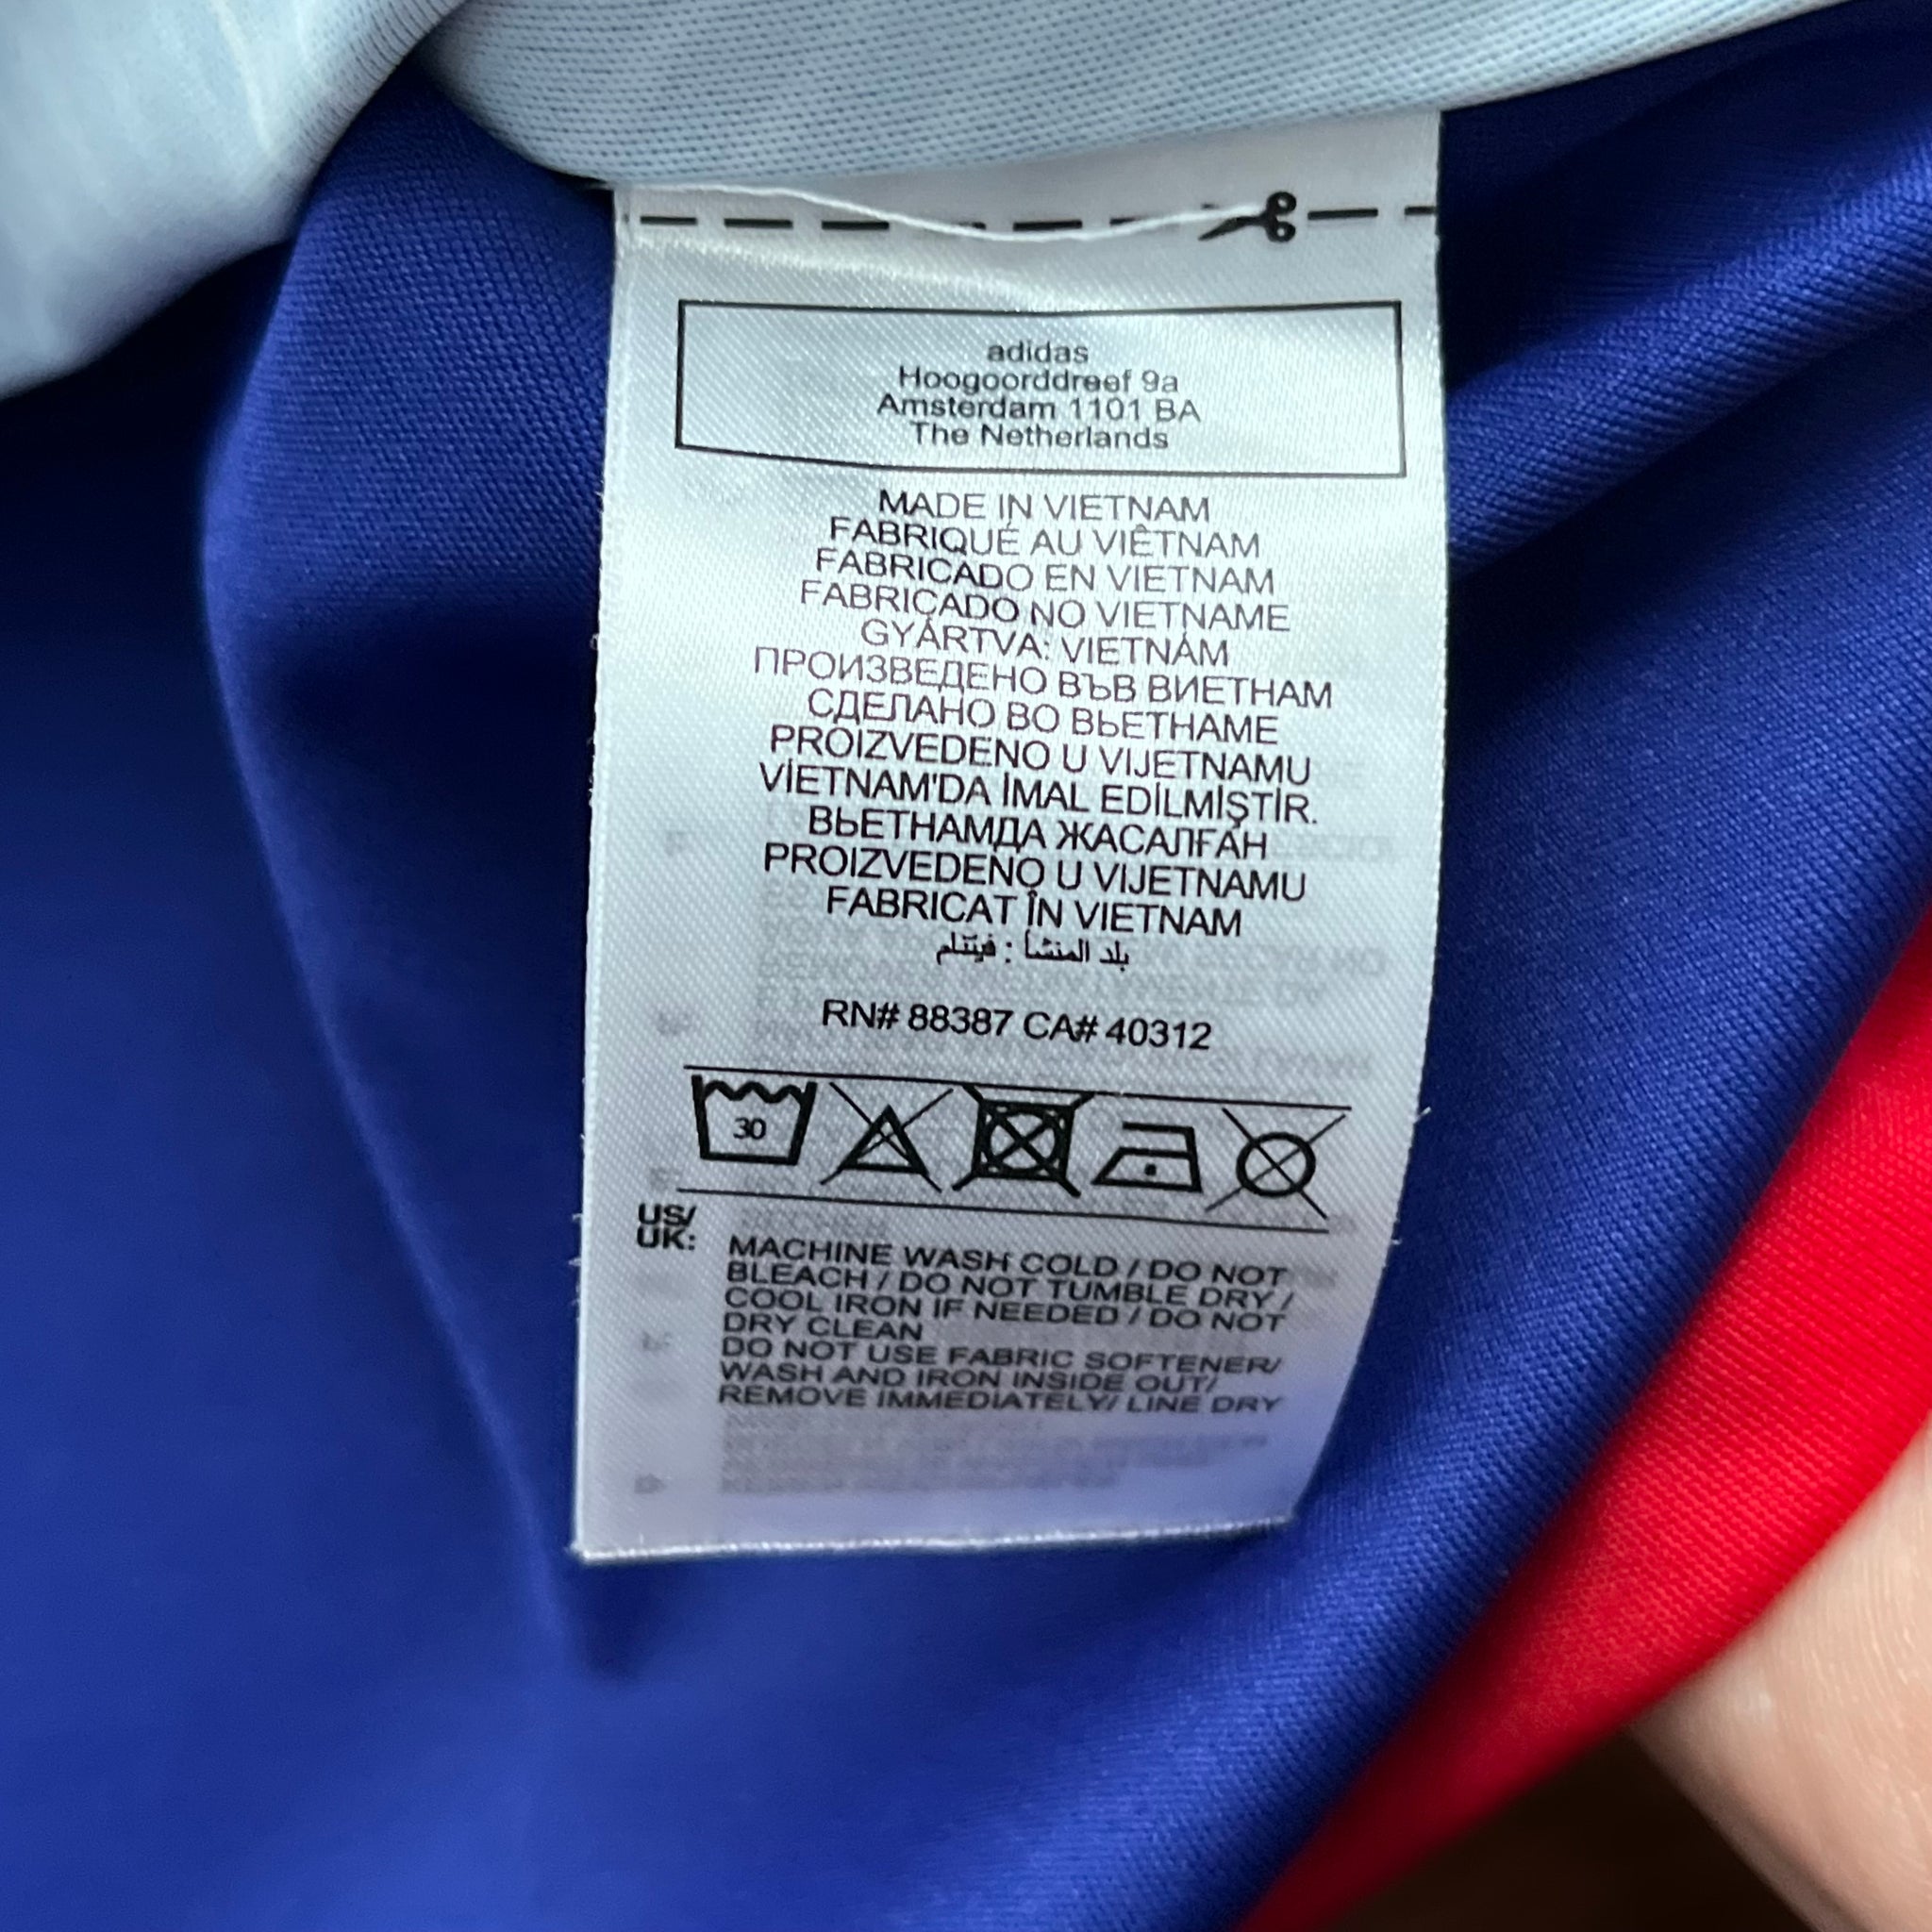 adidas
Hoogoorddreef 9a
Amsterdam 1101 BA
The Netherlands
MADE IN VIETNAM
FABRIQUÉ AU VIÊTNAM
FABRICADO EN VIETNAM
FABRICADO NO VIETNAME
GYÁRTVA: VIETNÁM
ПРОИЗВЕДЕНО ВЪВ ВИЕТНАМ
СДЕЛАНО ВО ВЬЕТНАМЕ
PROIZVEDENO U VIJETNAMU
VİETNAM'DA İMAL EDİLMİŞTİR.
ВЬЕТНАМДА ЖАСАЛҒАН
PROIZVEDENO U VIJETNAMU
FABRICAT ÎN VIETNAM
بلد المنشأ : فيتنام
RN# 88387 CA# 40312
30
US/
UK:
MACHINE WASH COLD / DO NOT
BLEACH / DO NOT TUMBLE DRY /
COOL IRON IF NEEDED / DO NOT
DRY CLEAN
DO NOT USE FABRIC SOFTENER/
WASH AND IRON INSIDE OUT/
REMOVE IMMEDIATELY/ LINE DRY